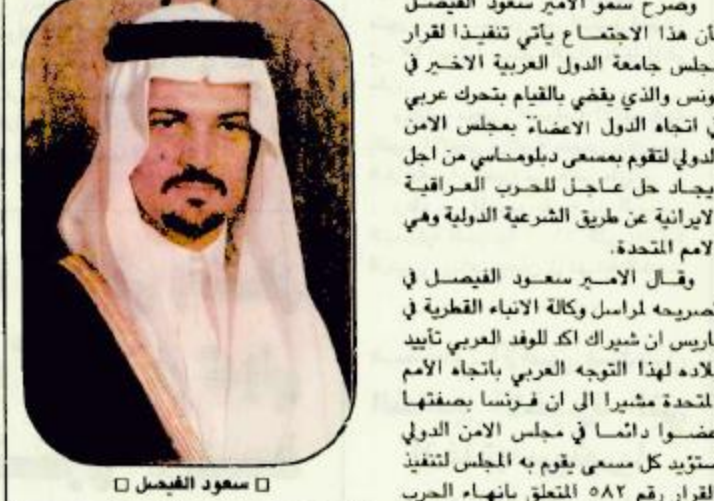 وصرح سمو الامير سعود الفيصل
بأن هذا الاجتماع يأتي تنفيذا لقرار
مجلس جامعة الدول العربية الاخير في
تونس والذي يقضي بالقيام بتحرك عربي
في اتجاه الدول الاعضاء بمجلس الامن
الدولي لتقوم بمسعى دبلوماسي من اجل
ايجاد حل عاجل للحرب العراقية
الايرانية عن طريق الشرعية الدولية وهي
الامم المتحدة.
وقال الامير سعود الفيصل في
تصريحه لمراسل وكالة الانباء القطرية في
باريس ان شيراك اكد للوفد العربي تأييد
بلاده لهذا التوجه العربي باتجاه الأمم
المتحدة مشيرا الى ان فرنسا بصفتها
عضوا دائما في مجلس الامن الدولي
ستؤيد كل مسعى يقوم به المجلس لتنفيذ
القرار رقم ٥٨٢ المتعلق بانهاء الحرب
□ سعود الفيصل □